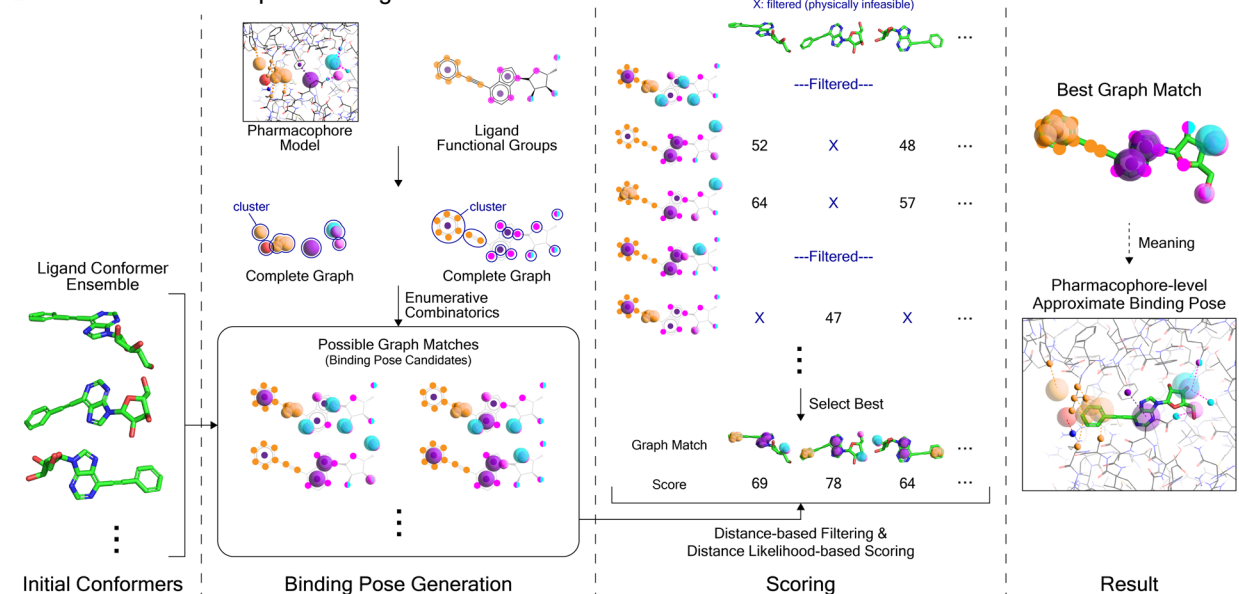 X: filtered (physically infeasible)
Pharmacophore
Model
Ligand
Functional Groups
cluster
cluster
Complete Graph
Complete Graph
Enumerative
Combinatorics
Ligand Conformer
Ensemble
Possible Graph Matches
(Binding Pose Candidates)
Initial Conformers
Binding Pose Generation
---Filtered---
52 X 48 ...
64 X 57 ...
---Filtered---
X 47 X ...
Select Best
Graph Match ...
Score 69 78 64 ...
Distance-based Filtering &
Distance Likelihood-based Scoring
Scoring
Best Graph Match
Meaning
Pharmacophore-level
Approximate Binding Pose
Result